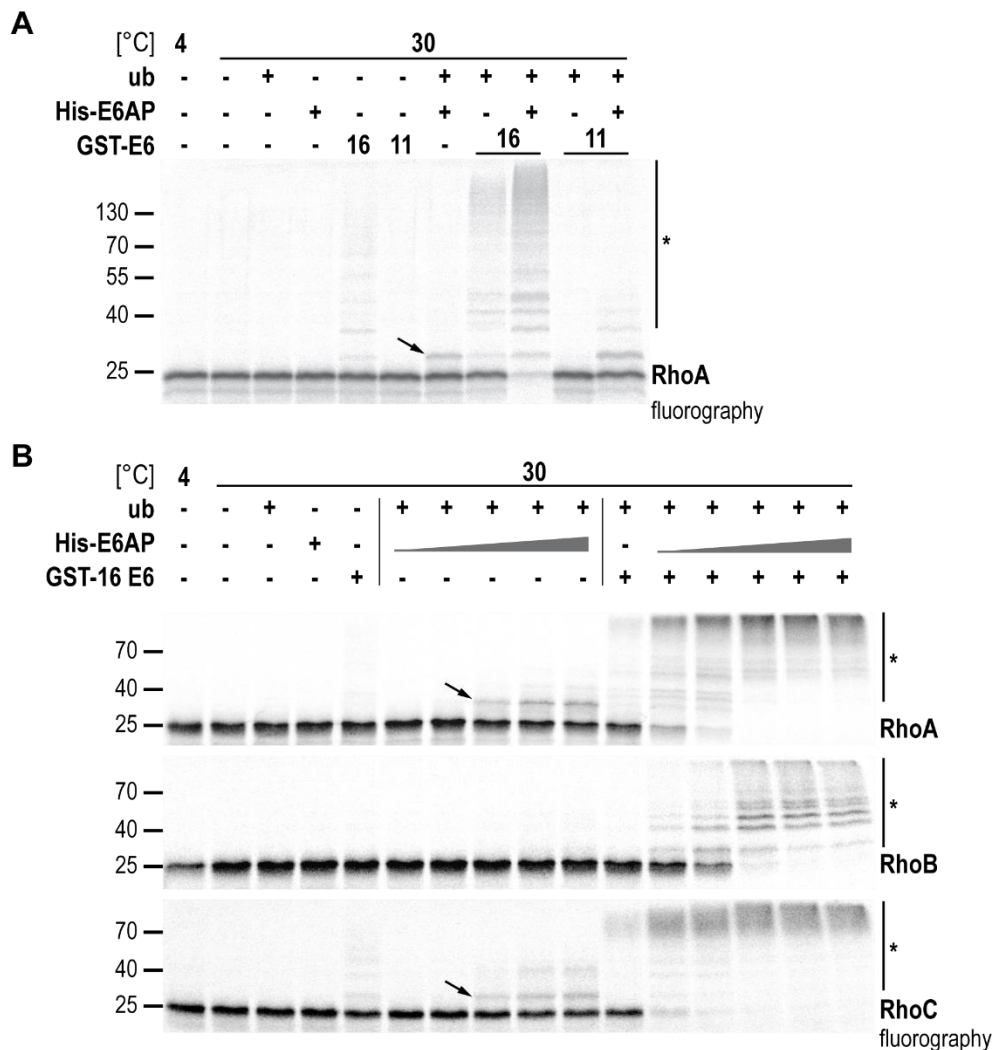 A
[°C] 4 30
ub - - + - - - + + + + +
His-E6AP - - - + - - + - + - +
GST-E6 - - - - 16 11 - 16 11
130
70
55
40
25
*
RhoA
fluorography
B
[°C] 4 30
ub - - + - - + + + + + + + + + + +
His-E6AP - - - + - -
GST-16 E6 - - - - + - - - - - + + + + + +
70
40
25
*
RhoA
70
40
25
*
RhoB
70
40
25
*
RhoC
fluorography